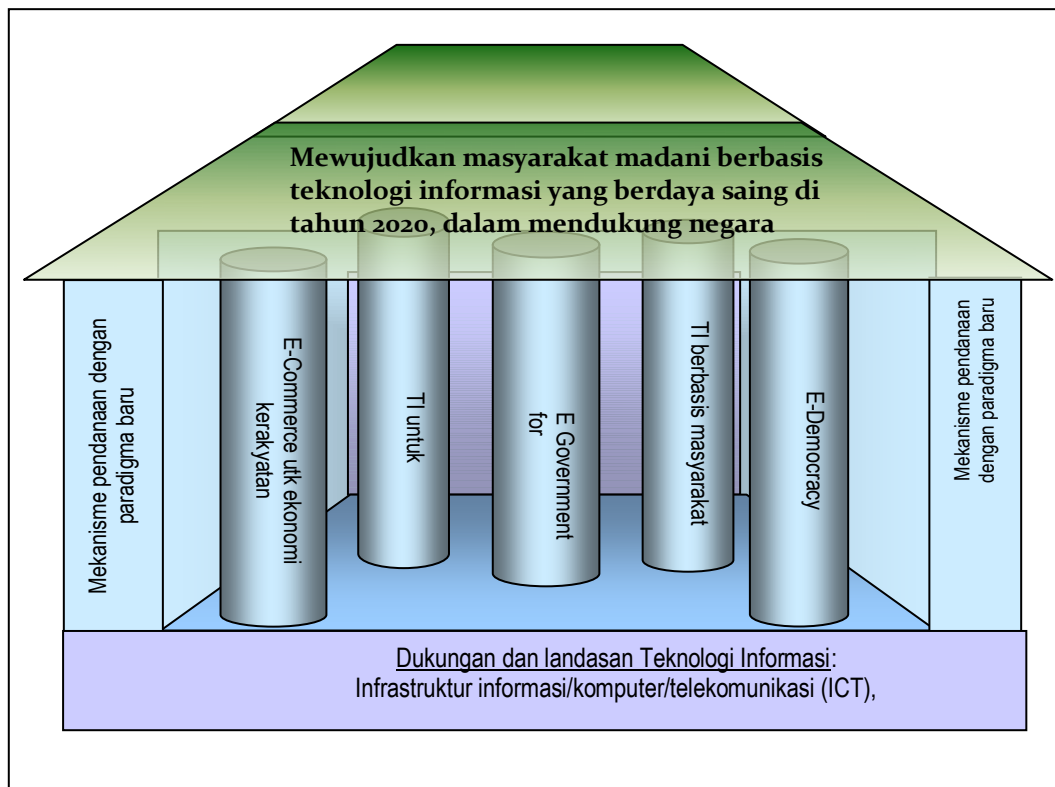 Mewujudkan masyarakat madani berbasis
teknologi informasi yang berdaya saing di
tahun 2020, dalam mendukung negara
Mekanisme pendanaan dengan
paradigma baru
E-Commerce utk ekonomi
kerakyatan
TI untuk
E Government
for
TI berbasis masyarakat
E-Democracy
Mekanisme pendanaan
dengan paradigma baru
Dukungan dan landasan Teknologi Informasi:
Infrastruktur informasi/komputer/telekomunikasi (ICT),